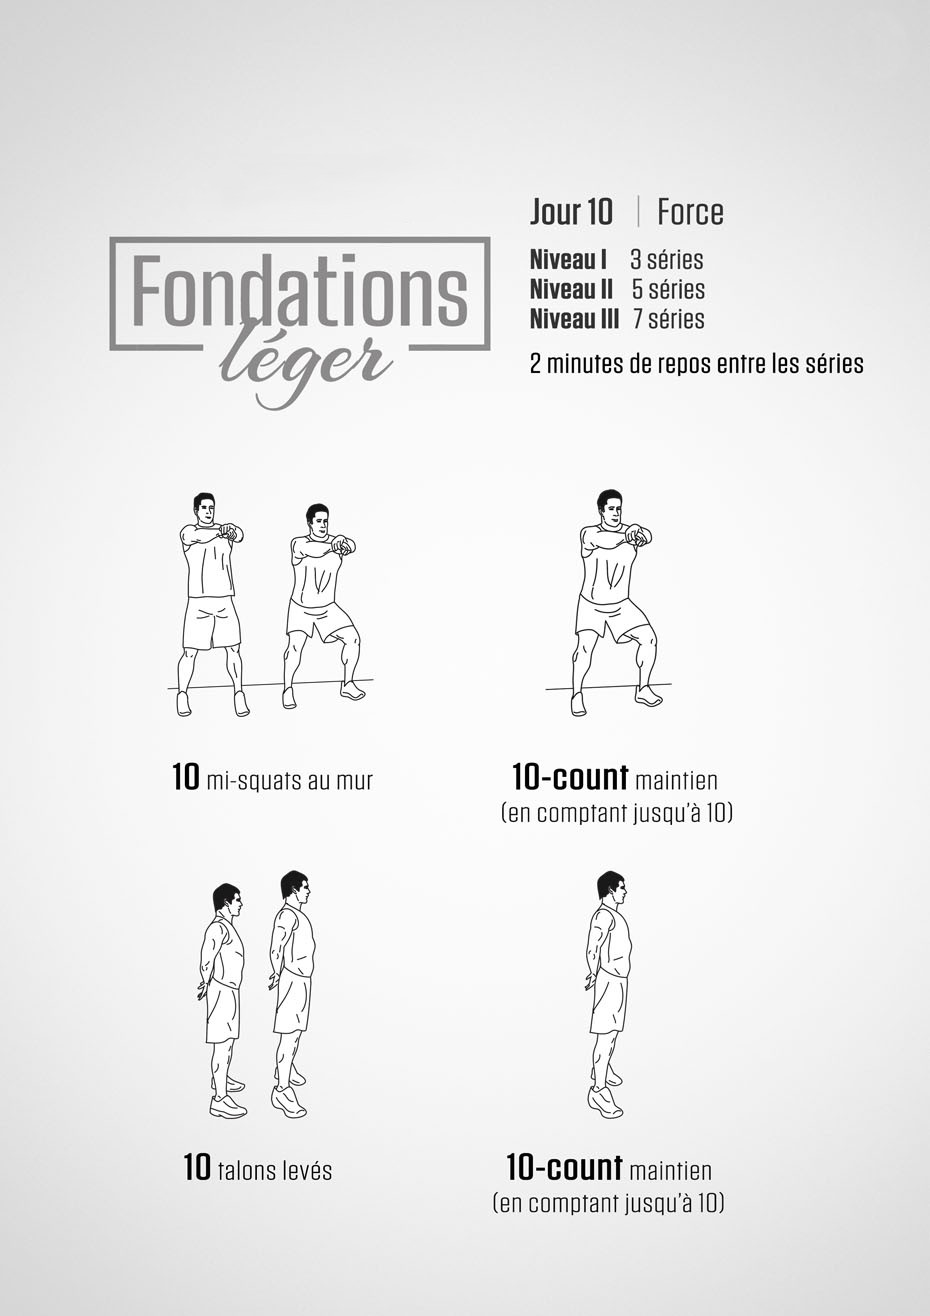 Fondations
léger
Jour 10 | Force
Niveau I 3 séries
Niveau II 5 séries
Niveau III 7 séries
2 minutes de repos entre les séries
10 mi-squats au mur
10-count maintien
(en comptant jusqu'à 10)
10 talons levés
10-count maintien
(en comptant jusqu'à 10)